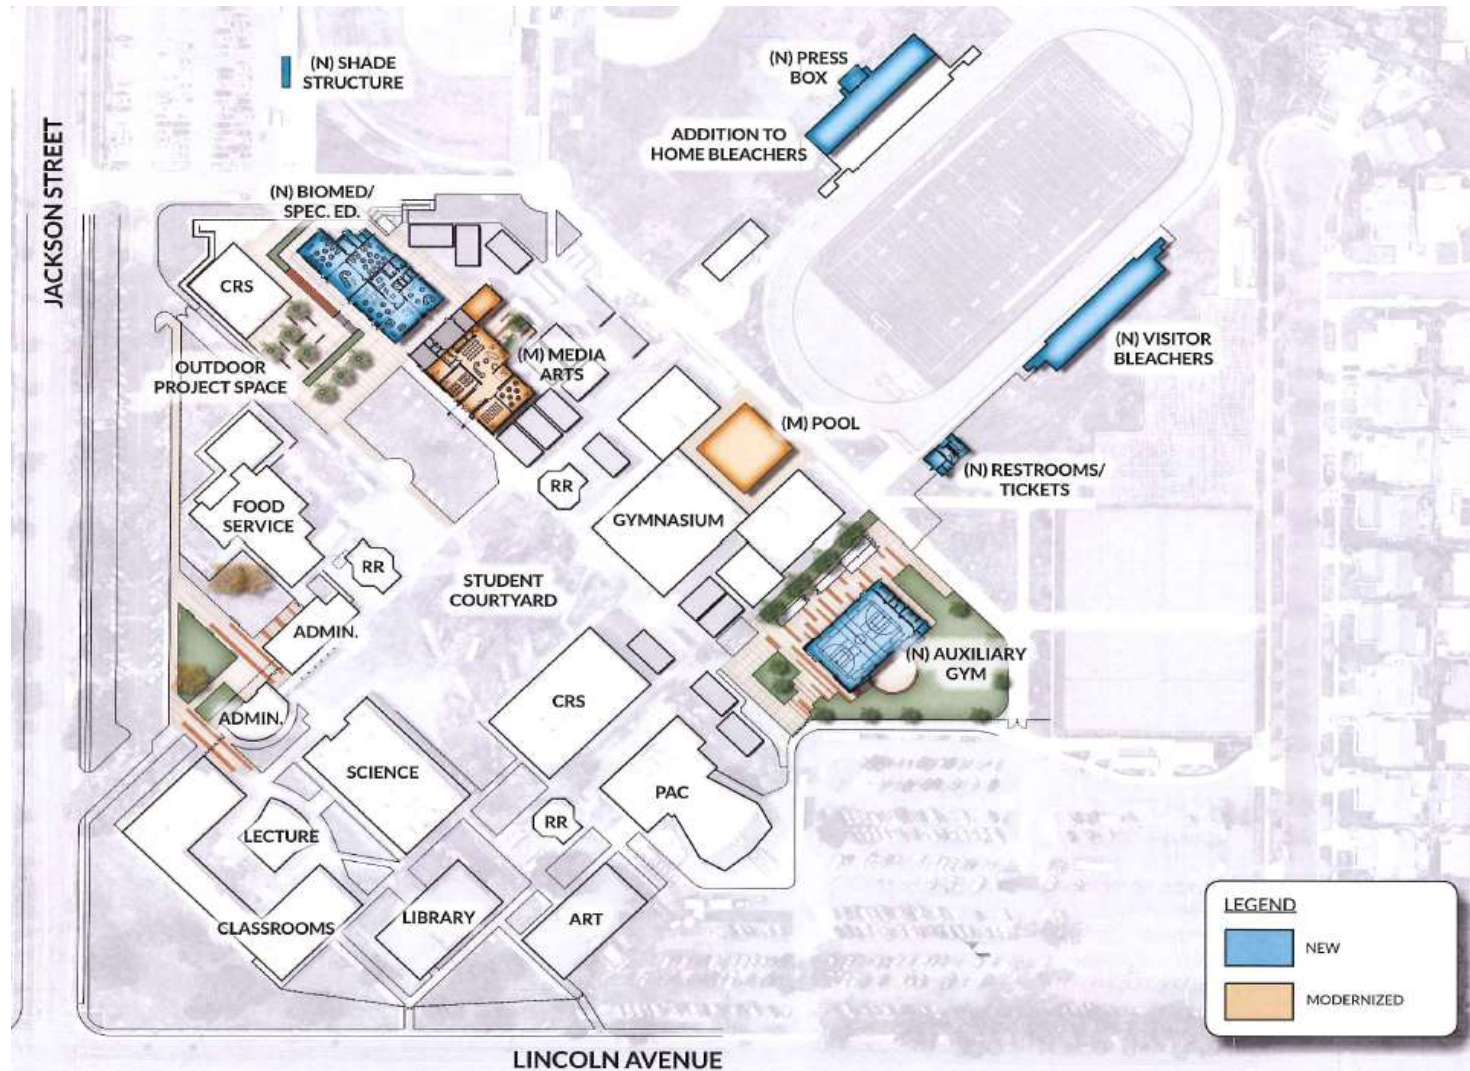 (N) SHADE
STRUCTURE
(N) PRESS
BOX
ADDITION TO
HOME BLEACHERS
JACKSON STREET
(N) BIOMED/
SPEC. ED.
CRS
OUTDOOR
PROJECT SPACE
(M) MEDIA
ARTS
(N) VISITOR
BLEACHERS
(M) POOL
(N) RESTROOMS/
TICKETS
RR
GYMNASIUM
FOOD
SERVICE
RR
STUDENT
COURTYARD
ADMIN.
(N) AUXILIARY
GYM
ADMIN.
CRS
SCIENCE
PAC
LECTURE
RR
CLASSROOMS
LIBRARY
ART
LEGEND
NEW
MODERNIZED
LINCOLN AVENUE